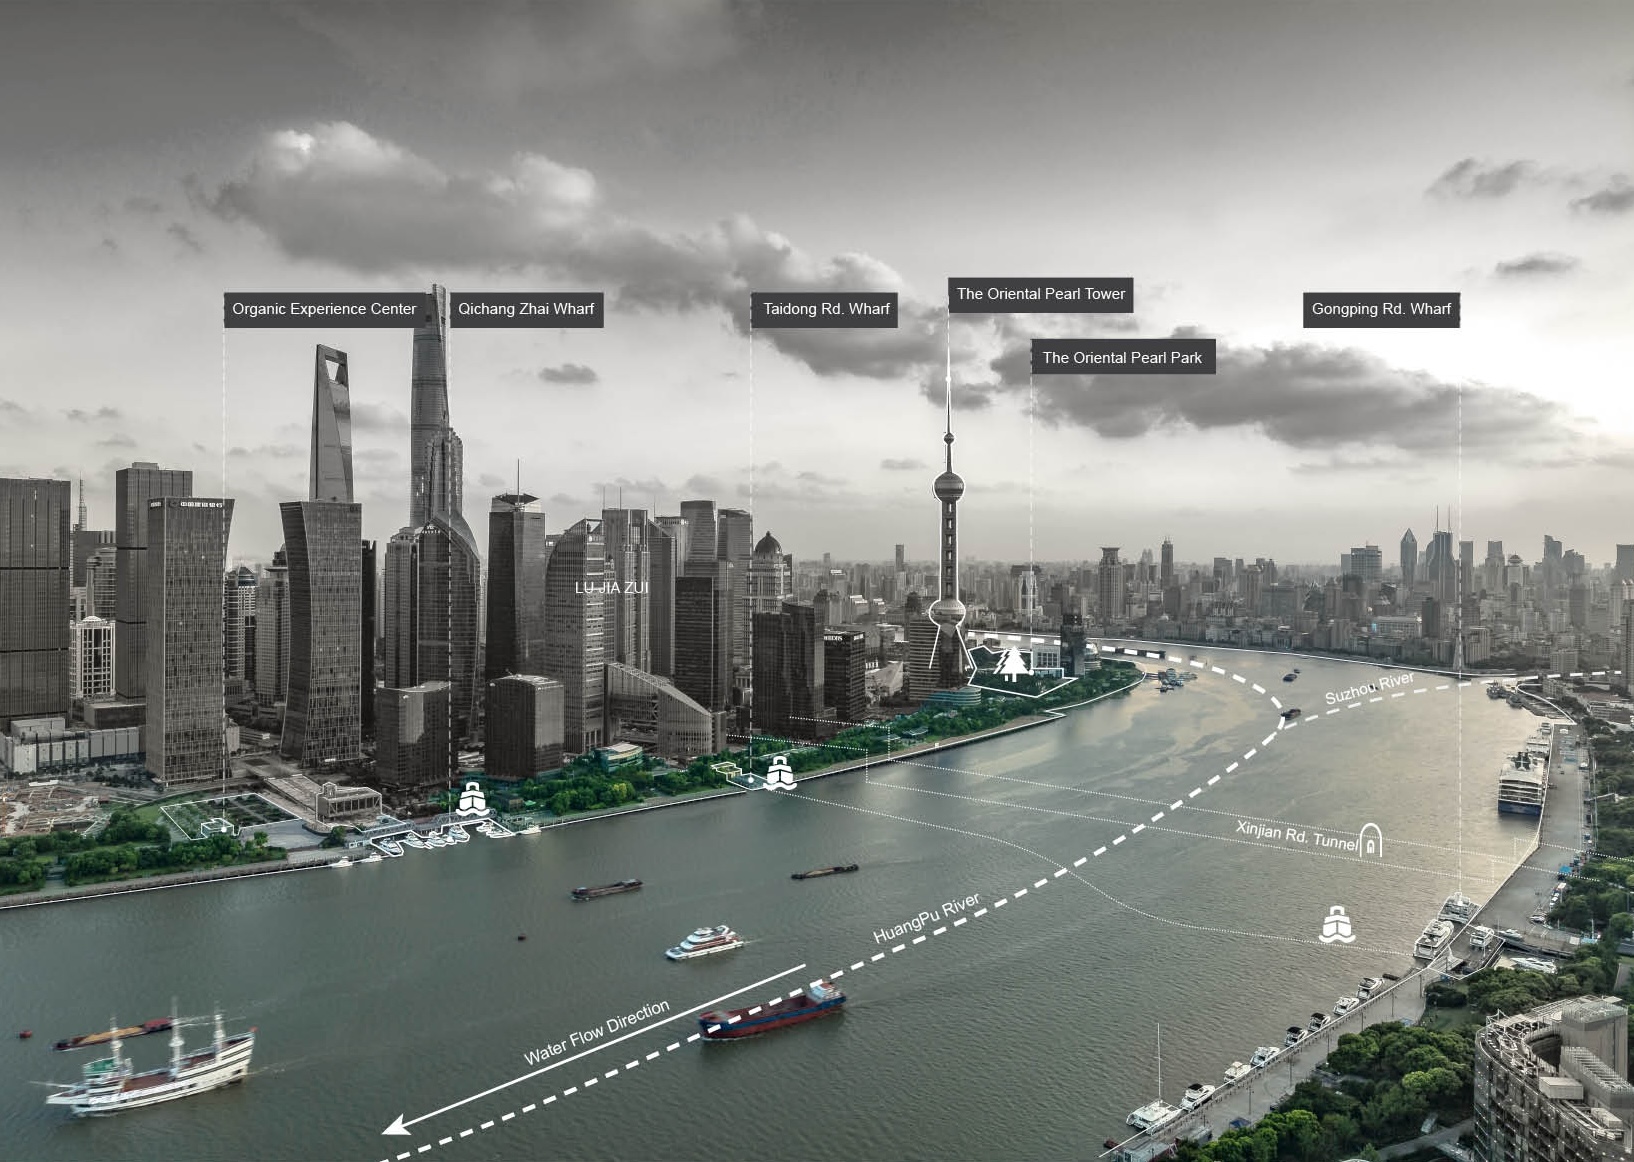 The Oriental Pearl Tower
Organic Experience Center
Qichang Zhai Wharf
Taidong Rd. Wharf
Gongping Rd. Wharf
The Oriental Pearl Park
LU JIA ZUI
Suzhou River
Xinjian Rd. Tunnel
HuangPu River
Water Flow Direction